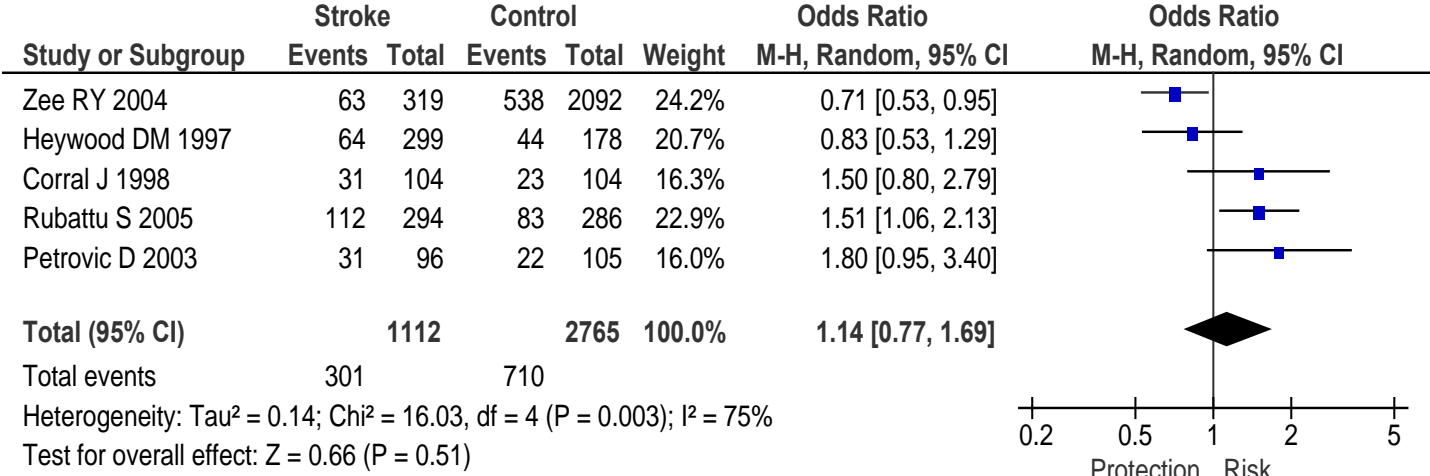 Stroke Control Odds Ratio Odds Ratio
Study or Subgroup Events Total Events Total Weight M-H, Random, 95% CI M-H, Random, 95% CI
Zee RY 2004 63 319 538 2092 24.2% 0.71 [0.53, 0.95]
Heywood DM 1997 64 299 44 178 20.7% 0.83 [0.53, 1.29]
Corral J 1998 31 104 23 104 16.3% 1.50 [0.80, 2.79]
Rubattu S 2005 112 294 83 286 22.9% 1.51 [1.06, 2.13]
Petrovic D 2003 31 96 22 105 16.0% 1.80 [0.95, 3.40]
Total (95% CI) 1112 2765 100.0% 1.14 [0.77, 1.69]
Total events 301 710
Heterogeneity: Tau² = 0.14; Chi² = 16.03, df = 4 (P = 0.003); I² = 75%
Test for overall effect: Z = 0.66 (P = 0.51)
0.2 0.5 1 2 5
Protection Risk